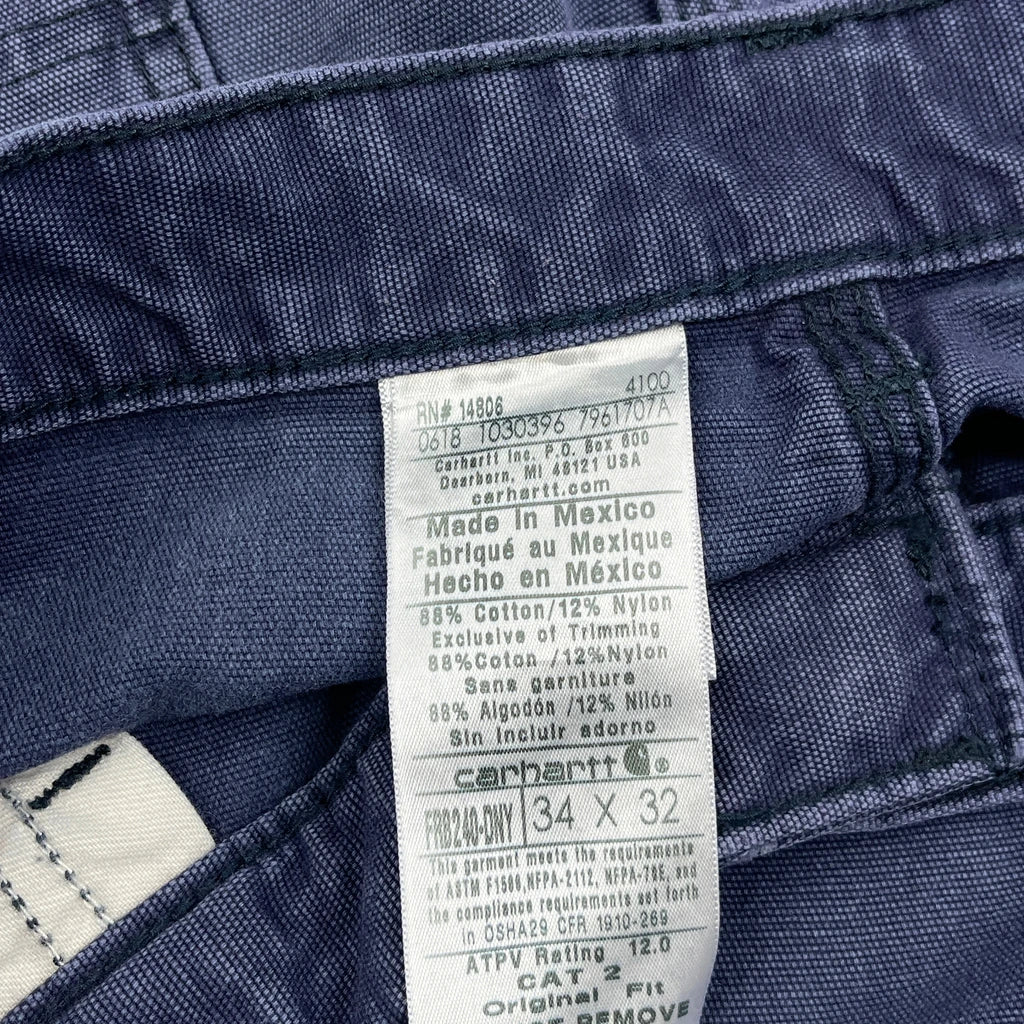 RN# 14806 4100
0618 1030396 7961707A
Carhartt Inc. P.O. Box 600
Dearborn, MI 48121 USA
carhartt.com
Made in Mexico
Fabriqué au Mexique
Hecho en México
88% Cotton/12% Nylon
Exclusive of Trimming
88%Coton /12%Nylon
Sans garniture
88% Algodón /12% Nilón
Sin incluir adorno
carhartt ®
FRB240-DNY 34 X 32
This garment meets the requirements
of ASTM F1506, NFPA-2112, NFPA-70E, and
the compliance requirements set forth
in OSHA29 CFR 1910-269
ATPV Rating 12.0
CAT 2
Original Fit
REMOVE